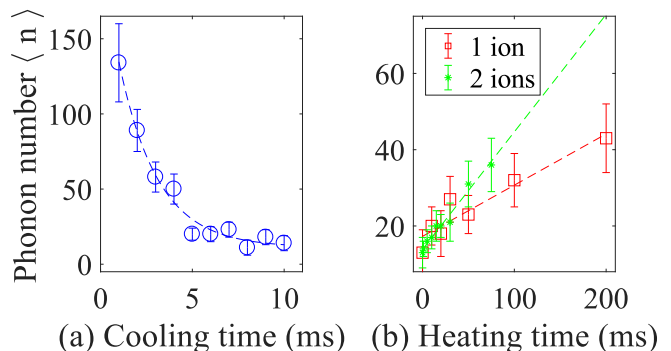 Phonon number ⟨ n ⟩
150
100
50
0
0
5
10
(a) Cooling time (ms)
60
40
20
0
100
200
1 ion
2 ions
(b) Heating time (ms)